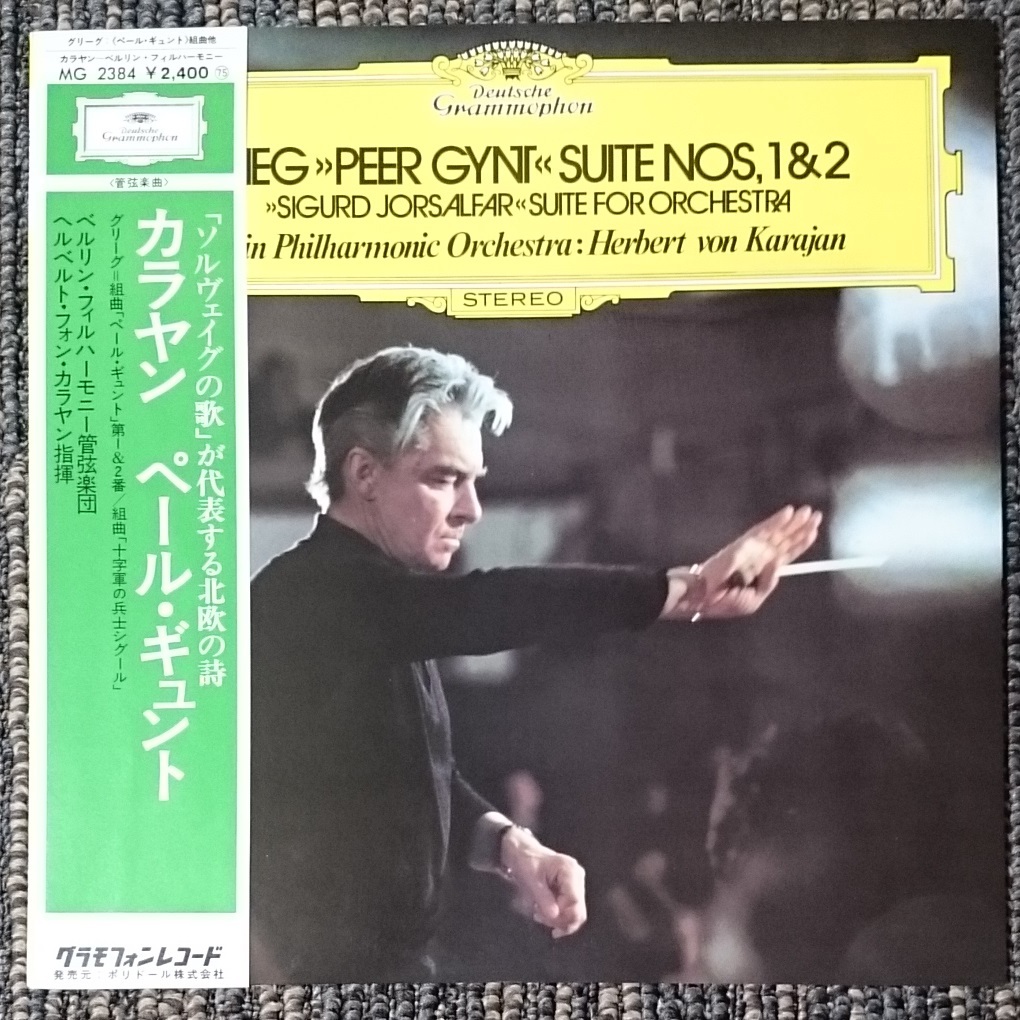 グリーグ:《ペール・ギュント》組曲他
カラヤン―ベルリン・フィルハーモニー
MG 2384 ¥2,400 ⑦⑤
Deutsche
Grammophon
〈管弦楽曲〉
「ソルヴェイグの歌」が代表する北欧の詩
カラヤン ペール・ギュント
グリーグ=組曲「ペール・ギュント」第1&2番/組曲「十字軍の兵士シグール」
ベルリン・フィルハーモニー管弦楽団
ヘルベルト・フォン・カラヤン指揮
グラモフォンレコード
発売元:ポリドール株式会社
Deutsche
Grammophon
IEG »PEER GYNT« SUITE NOS, 1&2
»SIGURD JORSALFAR« SUITE FOR ORCHESTRA
in Philharmonic Orchestra: Herbert von Karajan
STEREO